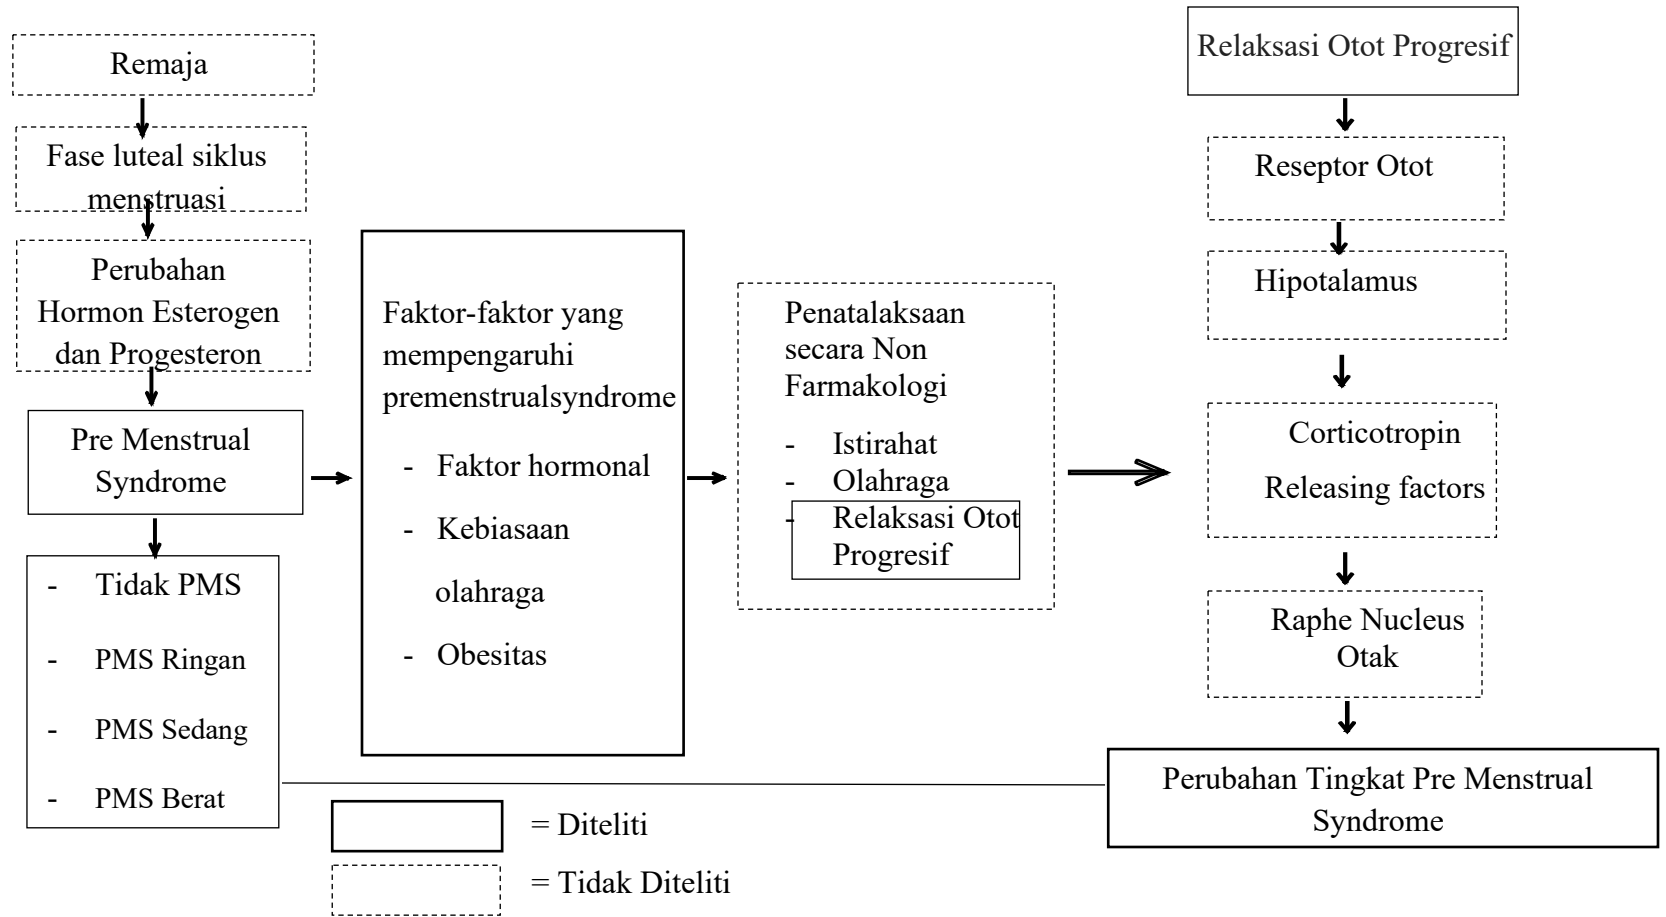 Remaja
Fase luteal siklus
menstruasi
Perubahan
Hormon Esterogen
dan Progesteron
Pre Menstrual
Syndrome
- Tidak PMS
- PMS Ringan
- PMS Sedang
- PMS Berat
Faktor-faktor yang
mempengaruhi
premenstrualsyndrome
- Faktor hormonal
- Kebiasaan
olahraga
- Obesitas
Penatalaksaan
secara Non
Farmakologi
- Istirahat
- Olahraga
- Relaksasi Otot
Progresif
Relaksasi Otot Progresif
Reseptor Otot
Hipotalamus
Corticotropin
Releasing factors
Raphe Nucleus
Otak
Perubahan Tingkat Pre Menstrual
Syndrome
= Diteliti
= Tidak Diteliti